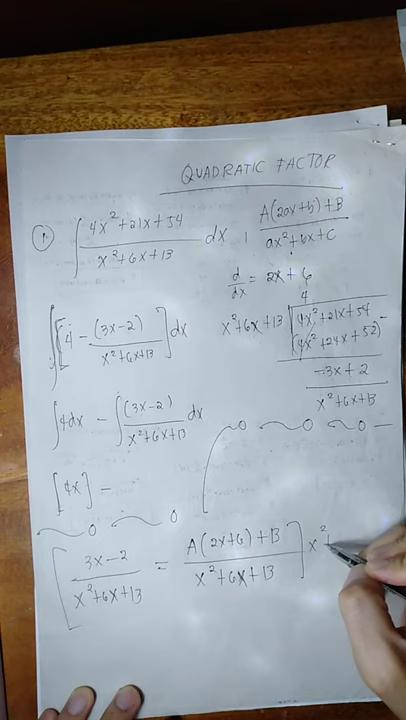 QUADRATIC FACTOR
① ∫ (4x²+21x+54)/(x²+6x+13) dx , (A(2ax+b)+B)/(ax²+bx+c)
d/dx = 2x + 6
∫[4 - (3x-2)/(x²+6x+13)] dx
4
x²+6x+13 | 4x²+21x+54
(4x²+24x+52) -
-3x+2
x²+6x+13
∫4dx - ∫ (3x-2)/(x²+6x+13) dx
[4x] -
[ (3x-2)/(x²+6x+13) = (A(2x+6)+B)/(x²+6x+13) ] x²+